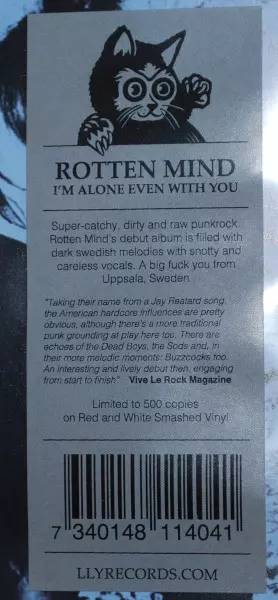 ROTTEN MIND
I'M ALONE EVEN WITH YOU
Super-catchy, dirty and raw punkrock.
Rotten Mind's debut album is filled with
dark swedish melodies with snotty and
careless vocals. A big fuck you from
Uppsala, Sweden.
"Taking their name from a Jay Reatard song,
the American hardcore influences are pretty
obvious, although there's a more traditional
punk grounding at play here too. There are
echoes of the Dead Boys, the Sods and, in
their more melodic moments: Buzzcocks too.
An interesting and lively debut then, engaging
from start to finish" Vive Le Rock Magazine
Limited to 500 copies
on Red and White Smashed Vinyl
7 340148 114041
LLYRECORDS.COM